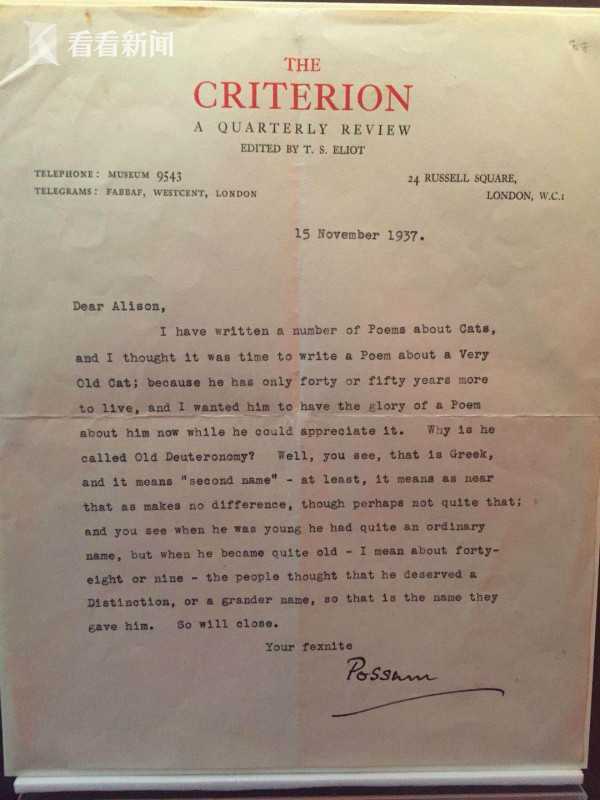 看看新闻
THE
CRITERION
A QUARTERLY REVIEW
EDITED BY T. S. ELIOT
TELEPHONE: MUSEUM 9543
TELEGRAMS: FABBAF, WESTCENT, LONDON
24 RUSSELL SQUARE,
LONDON, W.C.1
15 November 1937.
Dear Alison,
I have written a number of Poems about Cats,
and I thought it was time to write a Poem about a Very
Old Cat; because he has only forty or fifty years more
to live, and I wanted him to have the glory of a Poem
about him now while he could appreciate it. Why is he
called Old Deuteronomy? Well, you see, that is Greek,
and it means "second name" - at least, it means as near
that as makes no difference, though perhaps not quite that;
and you see when he was young he had quite an ordinary
name, but when he became quite old - I mean about forty-
eight or nine - the people thought that he deserved a
Distinction, or a grander name, so that is the name they
gave him. So will close.
Your fexnite
Possum